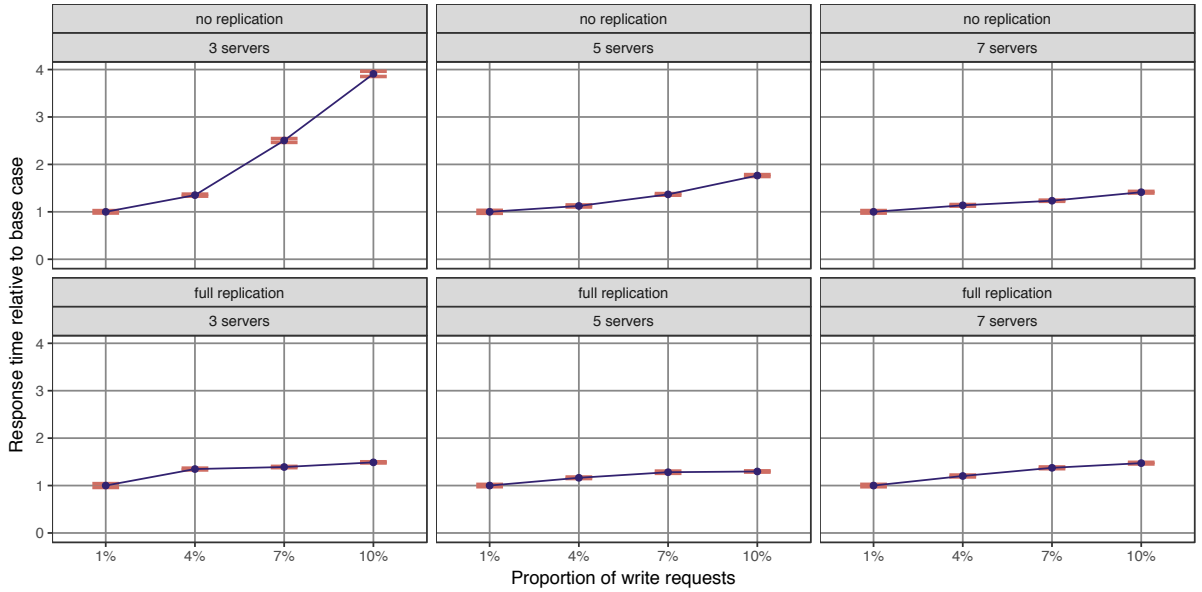 no replication
no replication
no replication
3 servers
5 servers
7 servers
4
3
2
1
0
full replication
full replication
full replication
3 servers
5 servers
7 servers
4
3
2
1
0
1%
4%
7%
10%
1%
4%
7%
10%
1%
4%
7%
10%
Proportion of write requests
Response time relative to base case